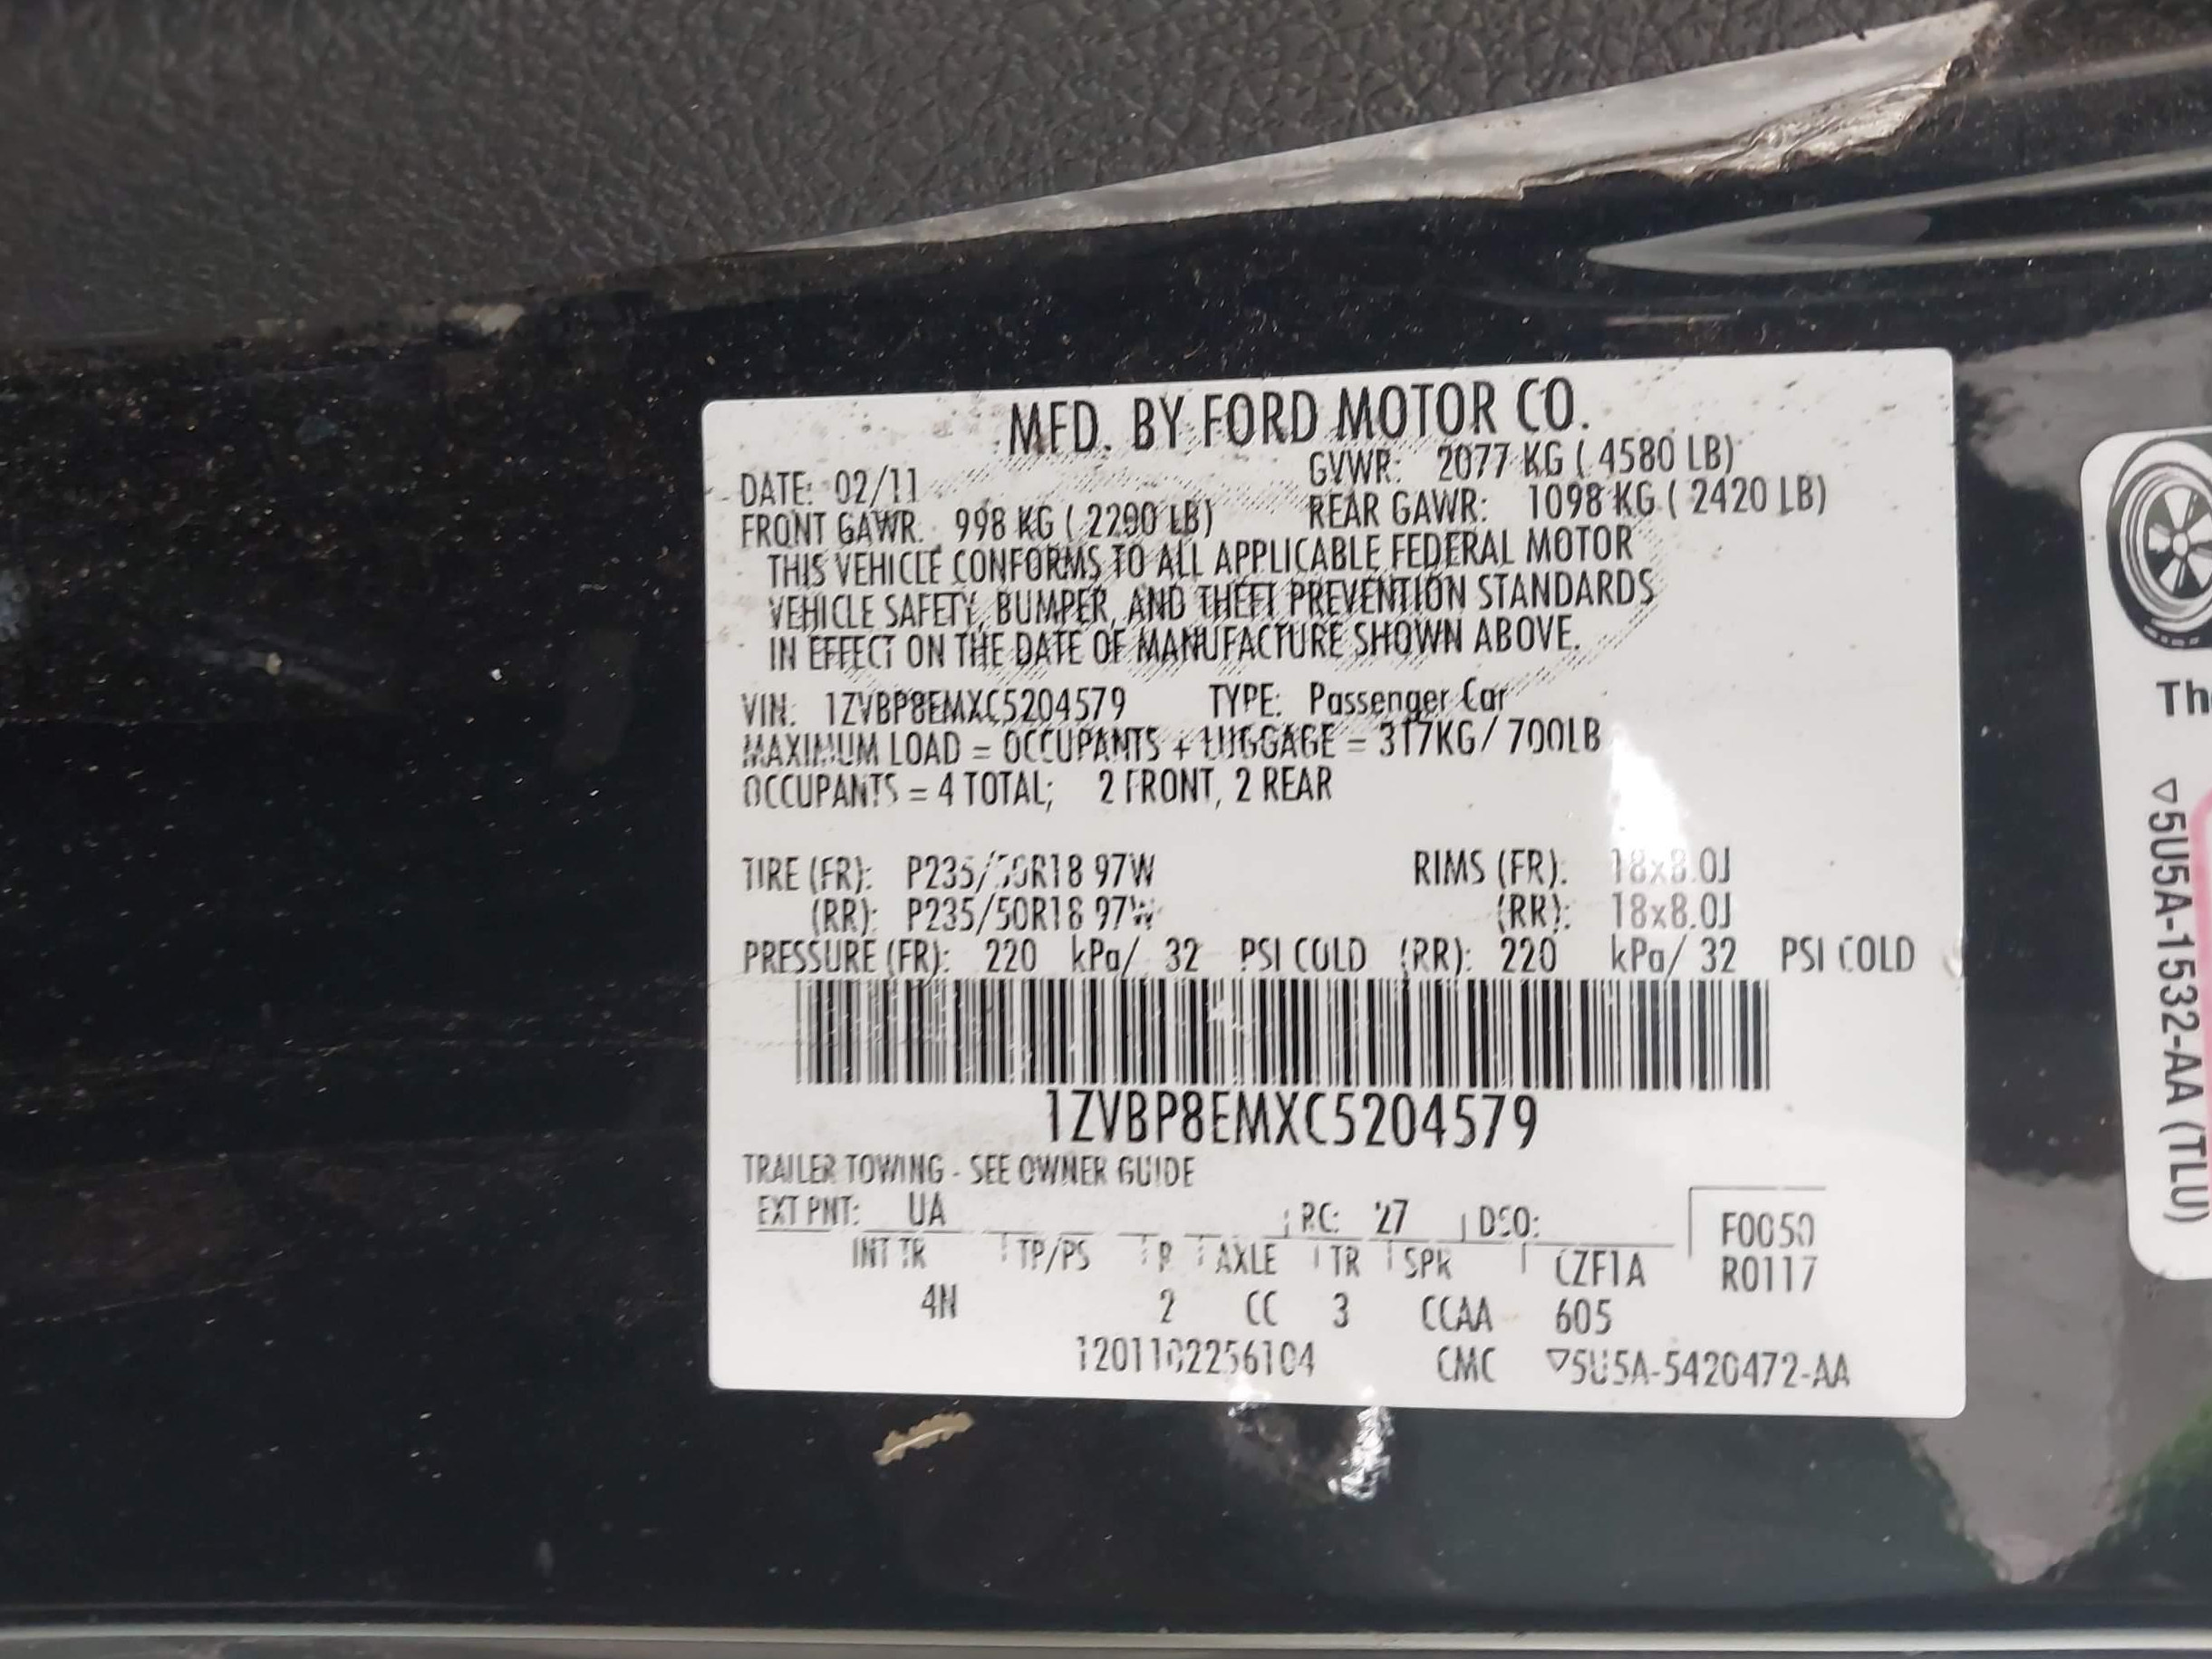 MFD. BY FORD MOTOR CO.
DATE: 02/11 GVWR: 2077 KG ( 4580 LB)
FRONT GAWR: 998 KG ( 2200 LB) REAR GAWR: 1098 KG ( 2420 LB)
THIS VEHICLE CONFORMS TO ALL APPLICABLE FEDERAL MOTOR
VEHICLE SAFETY, BUMPER, AND THEFT PREVENTION STANDARDS
IN EFFECT ON THE DATE OF MANUFACTURE SHOWN ABOVE.
VIN: 1ZVBP8EMXC5204579 TYPE: Passenger Car
MAXIMUM LOAD = OCCUPANTS + LUGGAGE = 317KG/ 700LB
OCCUPANTS = 4 TOTAL; 2 FRONT, 2 REAR
TIRE (FR): P235/50R18 97W RIMS (FR): 18x8.0J
(RR): P235/50R18 97W (RR): 18x8.0J
PRESSURE (FR): 220 kPa/ 32 PSI COLD (RR): 220 kPa/ 32 PSI COLD
1ZVBP8EMXC5204579
TRAILER TOWING - SEE OWNER GUIDE
EXT PNT: UA RC: 27 DSO: F0050
INT TR TP/PS R AXLE TR SPR CZF1A R0117
4N 2 CC 3 CCAA 605
1201102256104 CMC ▽5U5A-5420472-AA
▽5U5A-1532-AA (TLU)